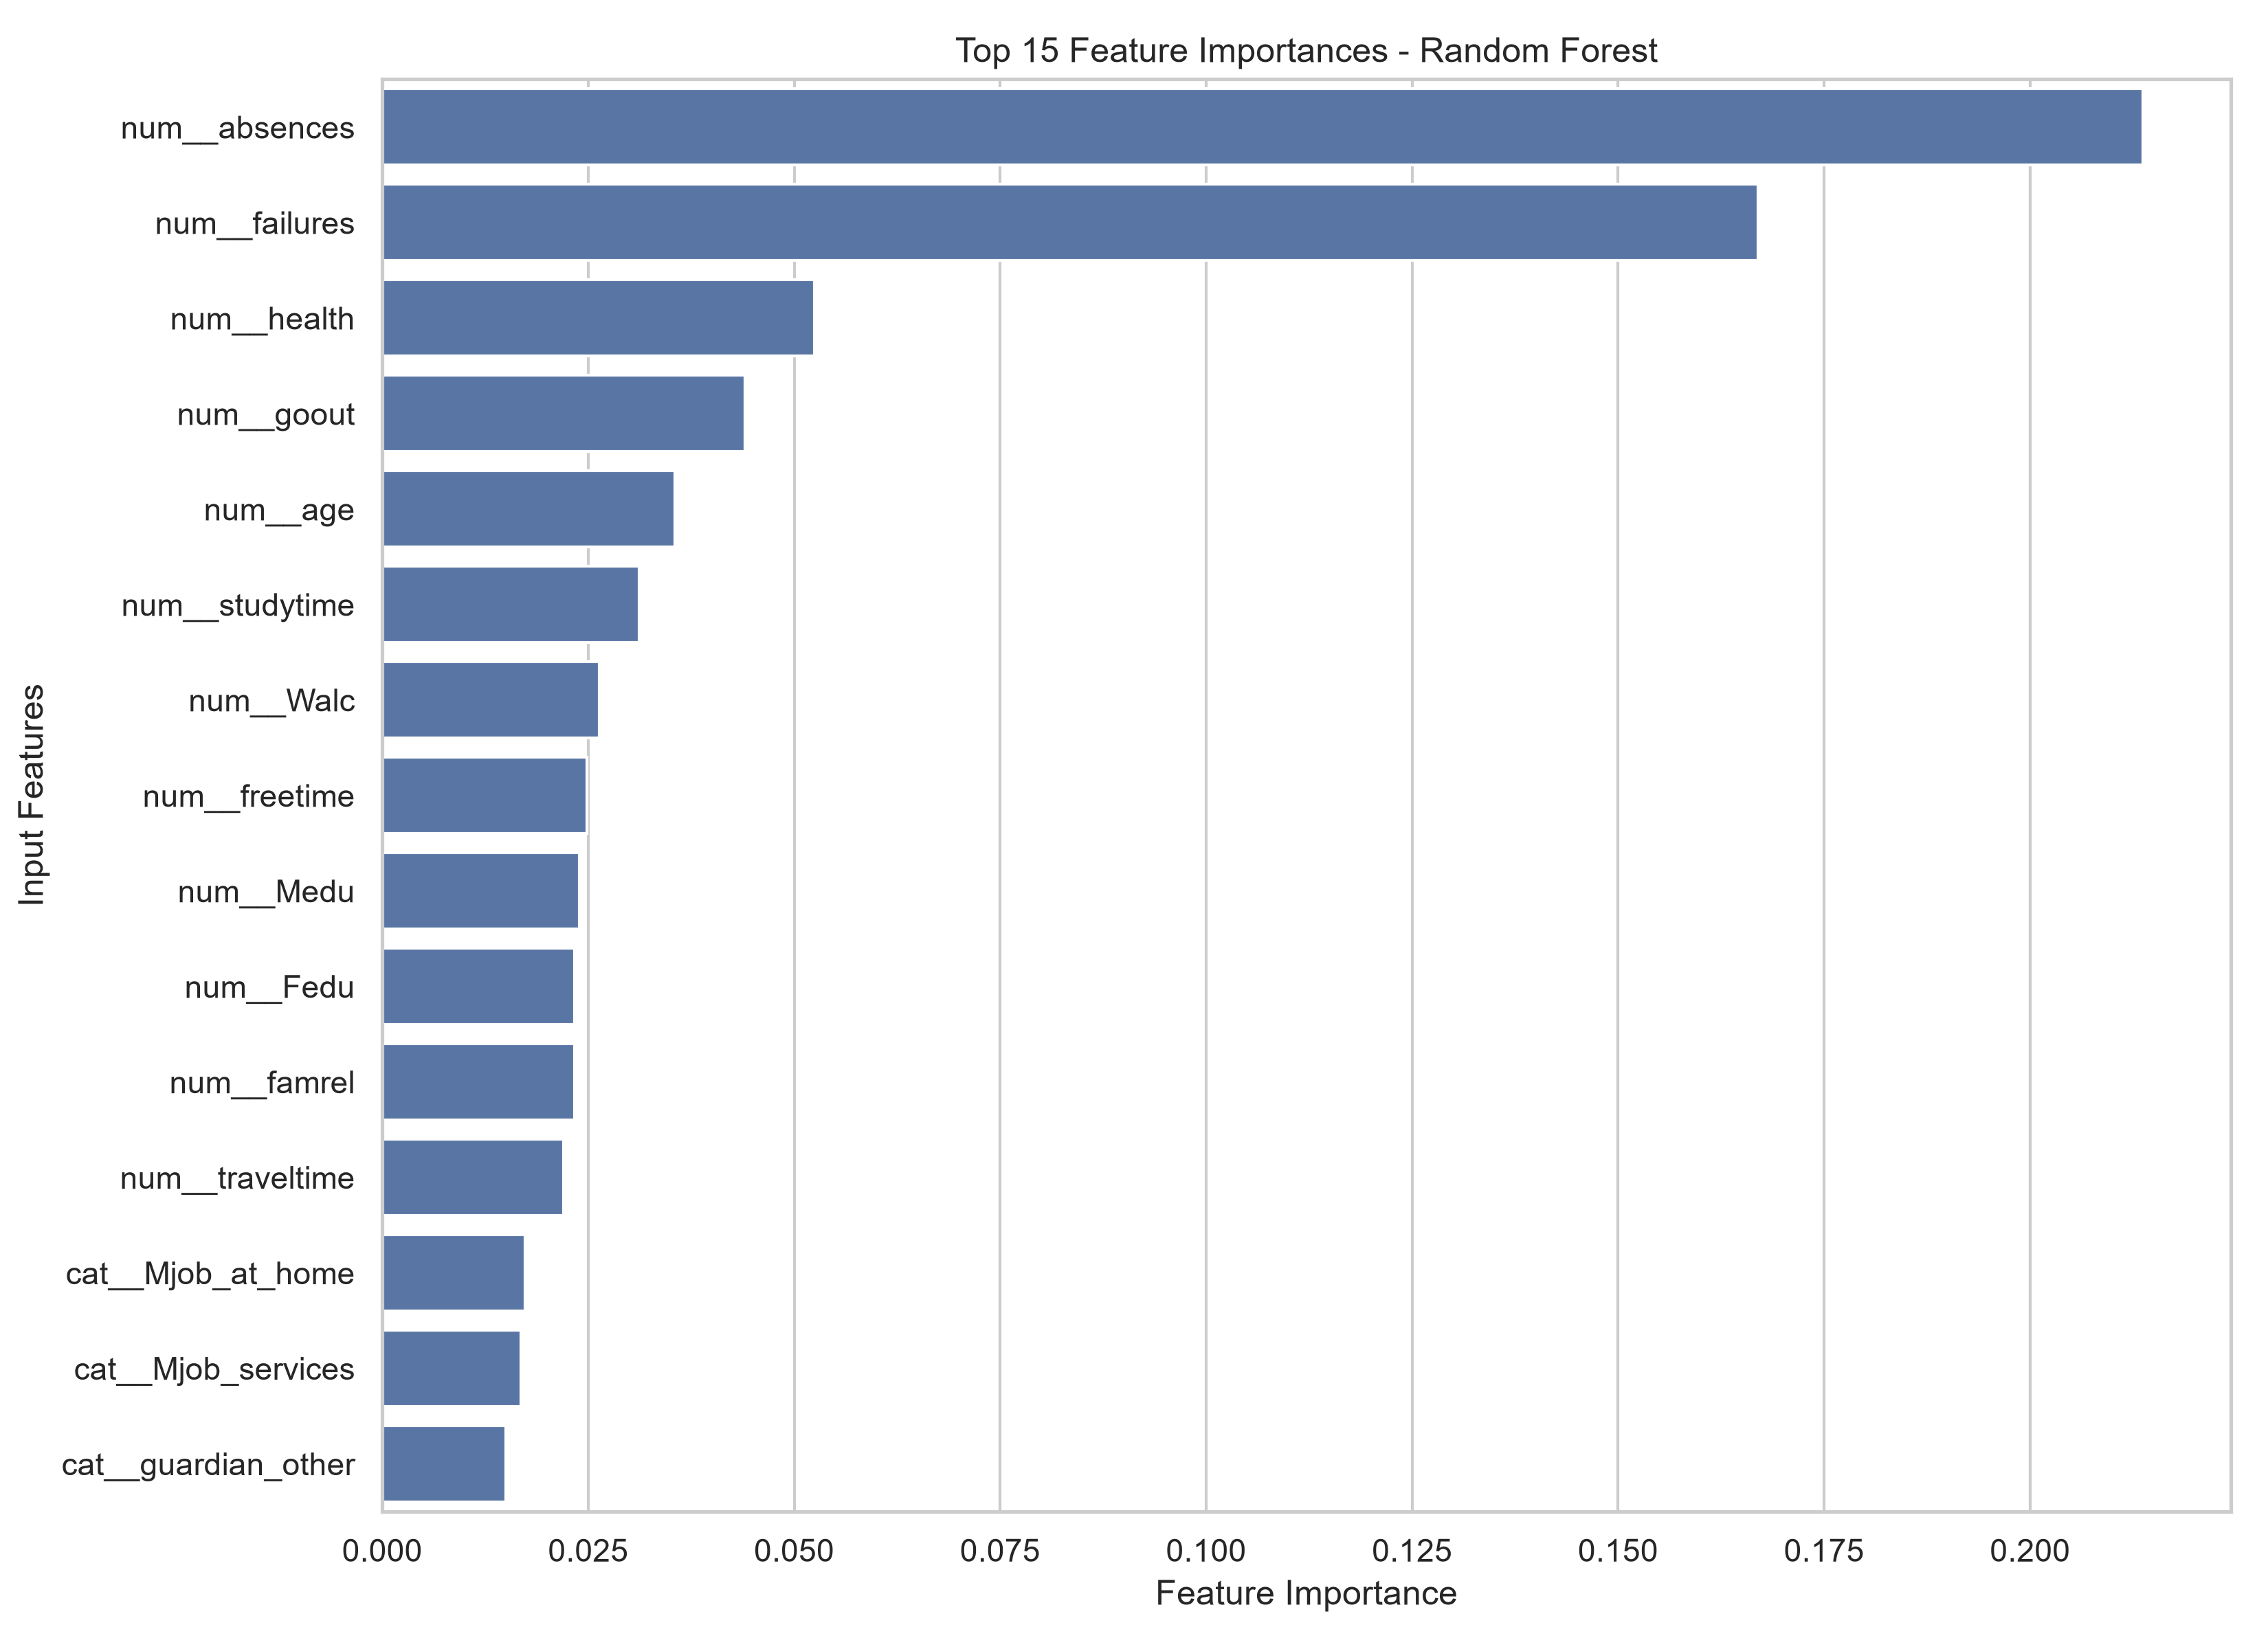 Top 15 Feature Importances - Random Forest
num__absences
num__failures
num__health
num__goout
num__age
num__studytime
num__Walc
num__freetime
num__Medu
num__Fedu
num__famrel
num__traveltime
cat__Mjob_at_home
cat__Mjob_services
cat__guardian_other
Input Features
0.000 0.025 0.050 0.075 0.100 0.125 0.150 0.175 0.200
Feature Importance